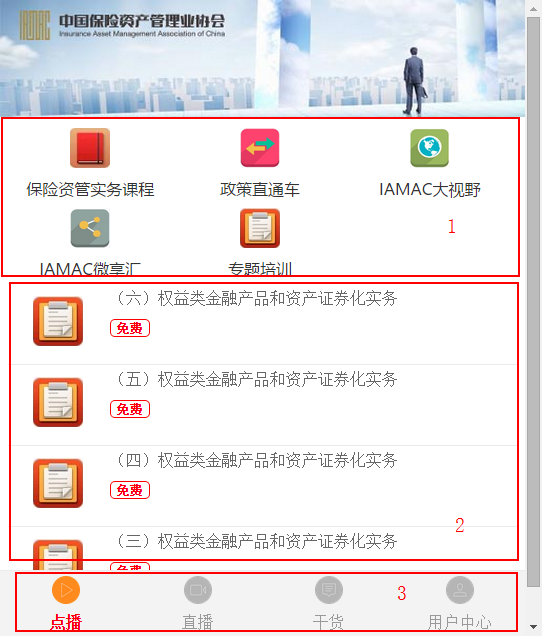 IAMAC 中国保险资产管理业协会
Insurance Asset Management Association of China
保险资管实务课程 政策直通车 IAMAC大视野
1
IAMAC微享汇 专题培训
（六）权益类金融产品和资产证券化实务
免费
（五）权益类金融产品和资产证券化实务
免费
（四）权益类金融产品和资产证券化实务
免费
2
（三）权益类金融产品和资产证券化实务
免费
3
点播 直播 干货 用户中心